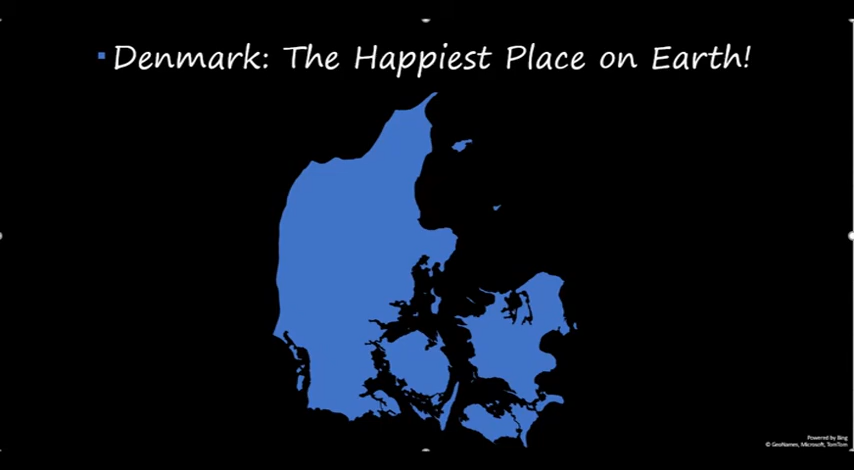 Denmark: The Happiest Place on Earth!
Powered by Bing
© GeoNames, Microsoft, TomTom